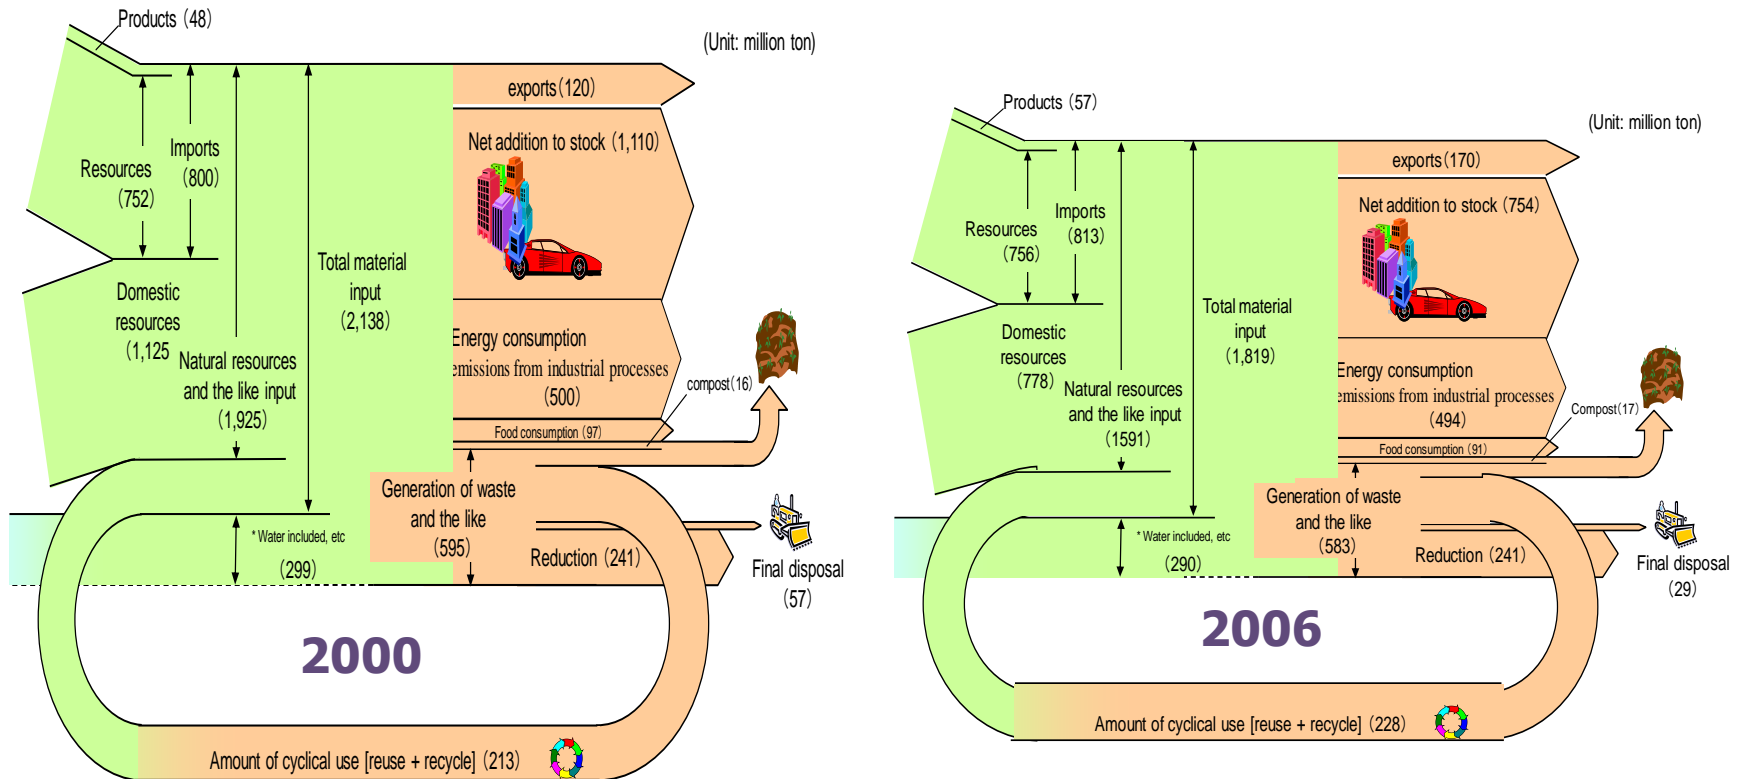 Products (48)
(Unit: million ton)
exports (120)
Net addition to stock (1,110)
Imports
(800)
Resources
(752)
Total material
input
(2,138)
Domestic
resources
(1,125
Natural resources
and the like input
(1,925)
Energy consumption
emissions from industrial processes
(500)
compost (16)
Food consumption (97)
Generation of waste
and the like
(595)
* Water included, etc
(299)
Reduction (241)
Final disposal
(57)
2000
Amount of cyclical use [reuse + recycle] (213)
Products (57)
(Unit: million ton)
exports (170)
Net addition to stock (754)
Imports
(813)
Resources
(756)
Total material
input
(1,819)
Domestic
resources
(778)
Natural resources
and the like input
(1591)
Energy consumption
emissions from industrial processes
(494)
Compost (17)
Food consumption (91)
Generation of waste
and the like
(583)
* Water included, etc
(290)
Reduction (241)
Final disposal
(29)
2006
Amount of cyclical use [reuse + recycle] (228)